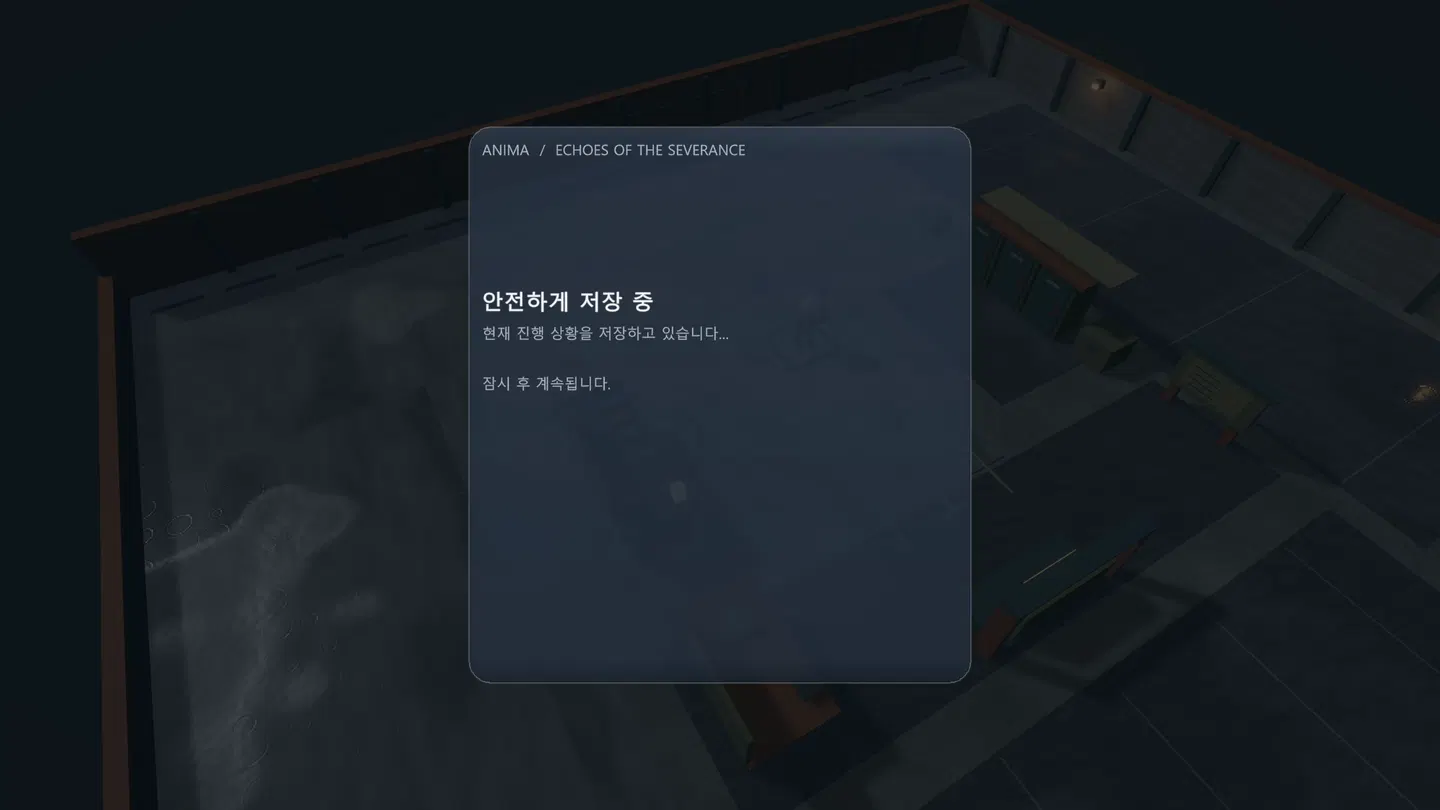 ANIMA / ECHOES OF THE SEVERANCE
안전하게 저장 중
현재 진행 상황을 저장하고 있습니다...
잠시 후 계속됩니다.